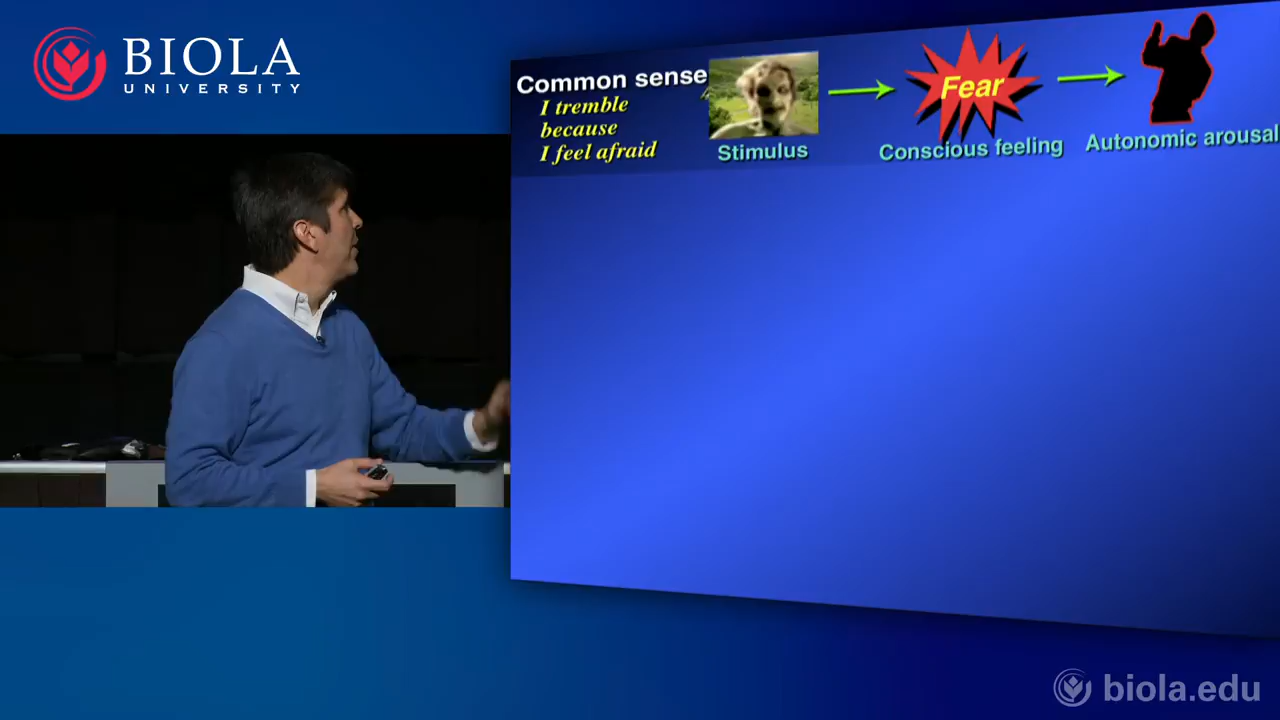 BIOLA
UNIVERSITY
Common sense
I tremble
because
I feel afraid
Stimulus
Fear
Conscious feeling
Autonomic arousal
biola.edu